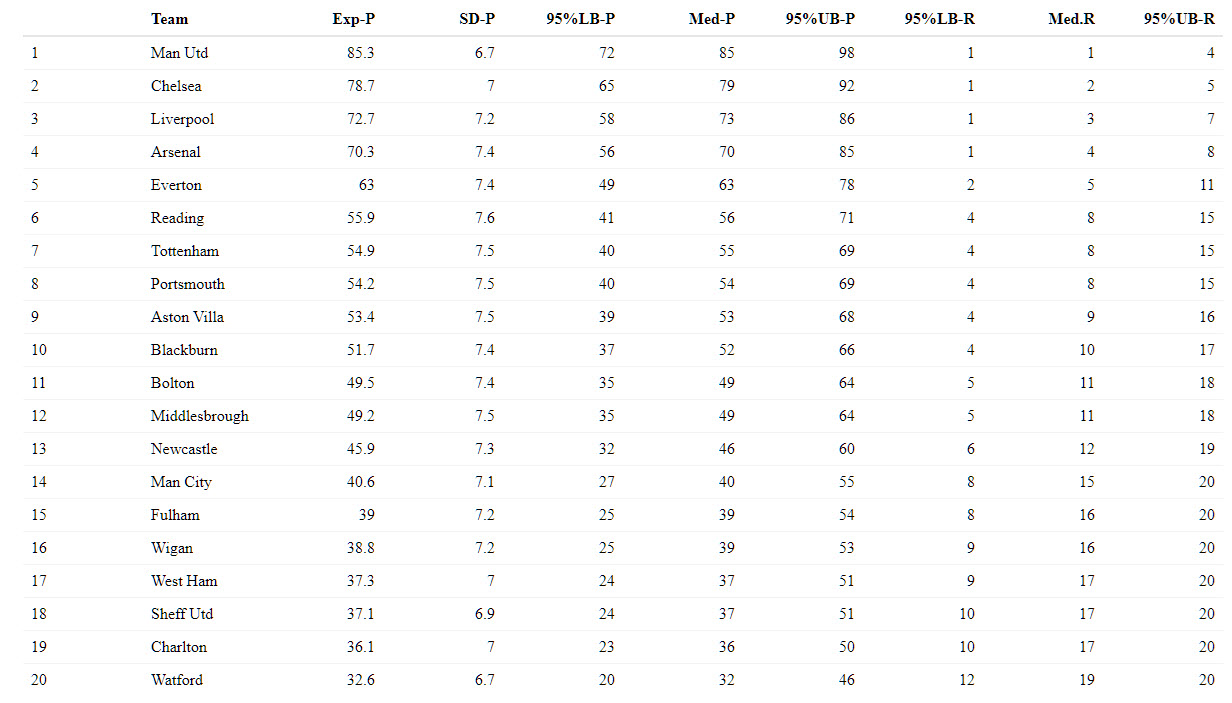 Team Exp-P SD-P 95%LB-P Med-P 95%UB-P 95%LB-R Med.R 95%UB-R
1 Man Utd 85.3 6.7 72 85 98 1 1 4
2 Chelsea 78.7 7 65 79 92 1 2 5
3 Liverpool 72.7 7.2 58 73 86 1 3 7
4 Arsenal 70.3 7.4 56 70 85 1 4 8
5 Everton 63 7.4 49 63 78 2 5 11
6 Reading 55.9 7.6 41 56 71 4 8 15
7 Tottenham 54.9 7.5 40 55 69 4 8 15
8 Portsmouth 54.2 7.5 40 54 69 4 8 15
9 Aston Villa 53.4 7.5 39 53 68 4 9 16
10 Blackburn 51.7 7.4 37 52 66 4 10 17
11 Bolton 49.5 7.4 35 49 64 5 11 18
12 Middlesbrough 49.2 7.5 35 49 64 5 11 18
13 Newcastle 45.9 7.3 32 46 60 6 12 19
14 Man City 40.6 7.1 27 40 55 8 15 20
15 Fulham 39 7.2 25 39 54 8 16 20
16 Wigan 38.8 7.2 25 39 53 9 16 20
17 West Ham 37.3 7 24 37 51 9 17 20
18 Sheff Utd 37.1 6.9 24 37 51 10 17 20
19 Charlton 36.1 7 23 36 50 10 17 20
20 Watford 32.6 6.7 20 32 46 12 19 20